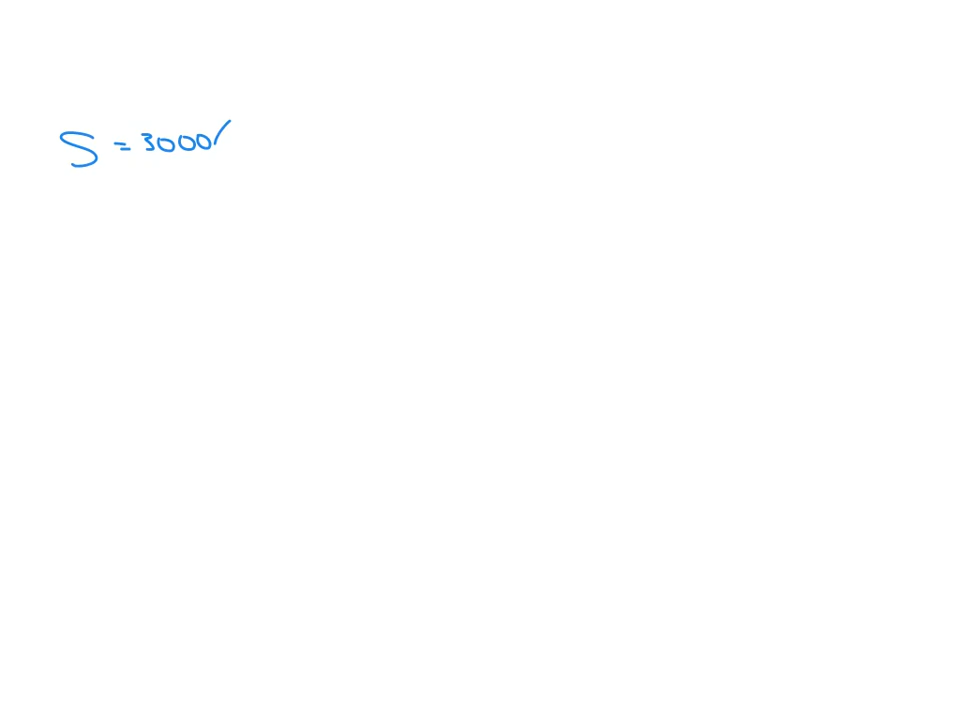 S = 3000(